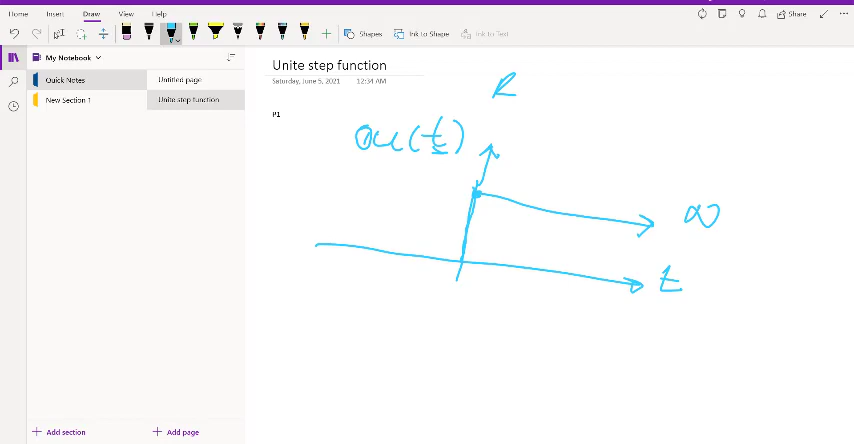 Home Insert Draw View Help Share
Shapes Ink to Shape Ink to Text
My Notebook
Quick Notes
New Section 1
Untitled page
Unite step function
Unite step function
Saturday, June 5, 2021 12:34 AM
P1
u(t)
∞
t
Add section Add page